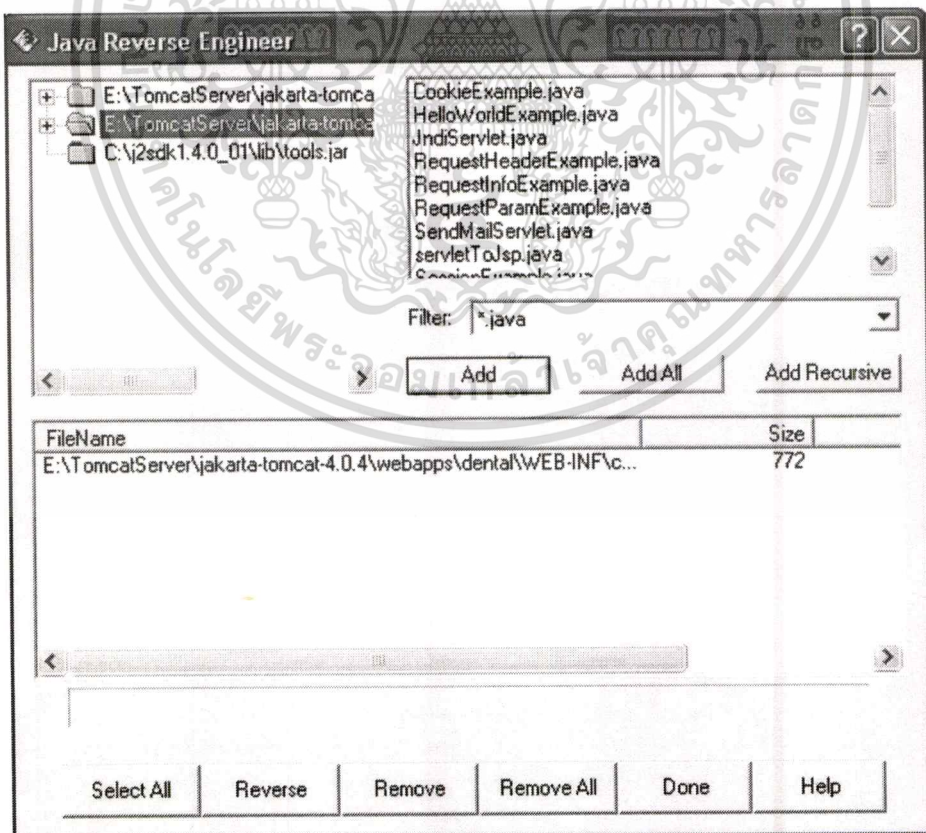 Java Reverse Engineer
E:\TomcatServer\jakarta-tomca
E:\TomcatServer\jakarta-tomca
C:\j2sdk1.4.0_01\lib\tools.jar
CookieExample.java
HelloWorldExample.java
JndiServlet.java
RequestHeaderExample.java
RequestInfoExample.java
RequestParamExample.java
SendMailServlet.java
servletToJsp.java
SessionExample.java
Filter: *.java
Add Add All Add Recursive
FileName Size
E:\TomcatServer\jakarta-tomcat-4.0.4\webapps\dental\WEB-INF\c... 772
Select All Reverse Remove Remove All Done Help